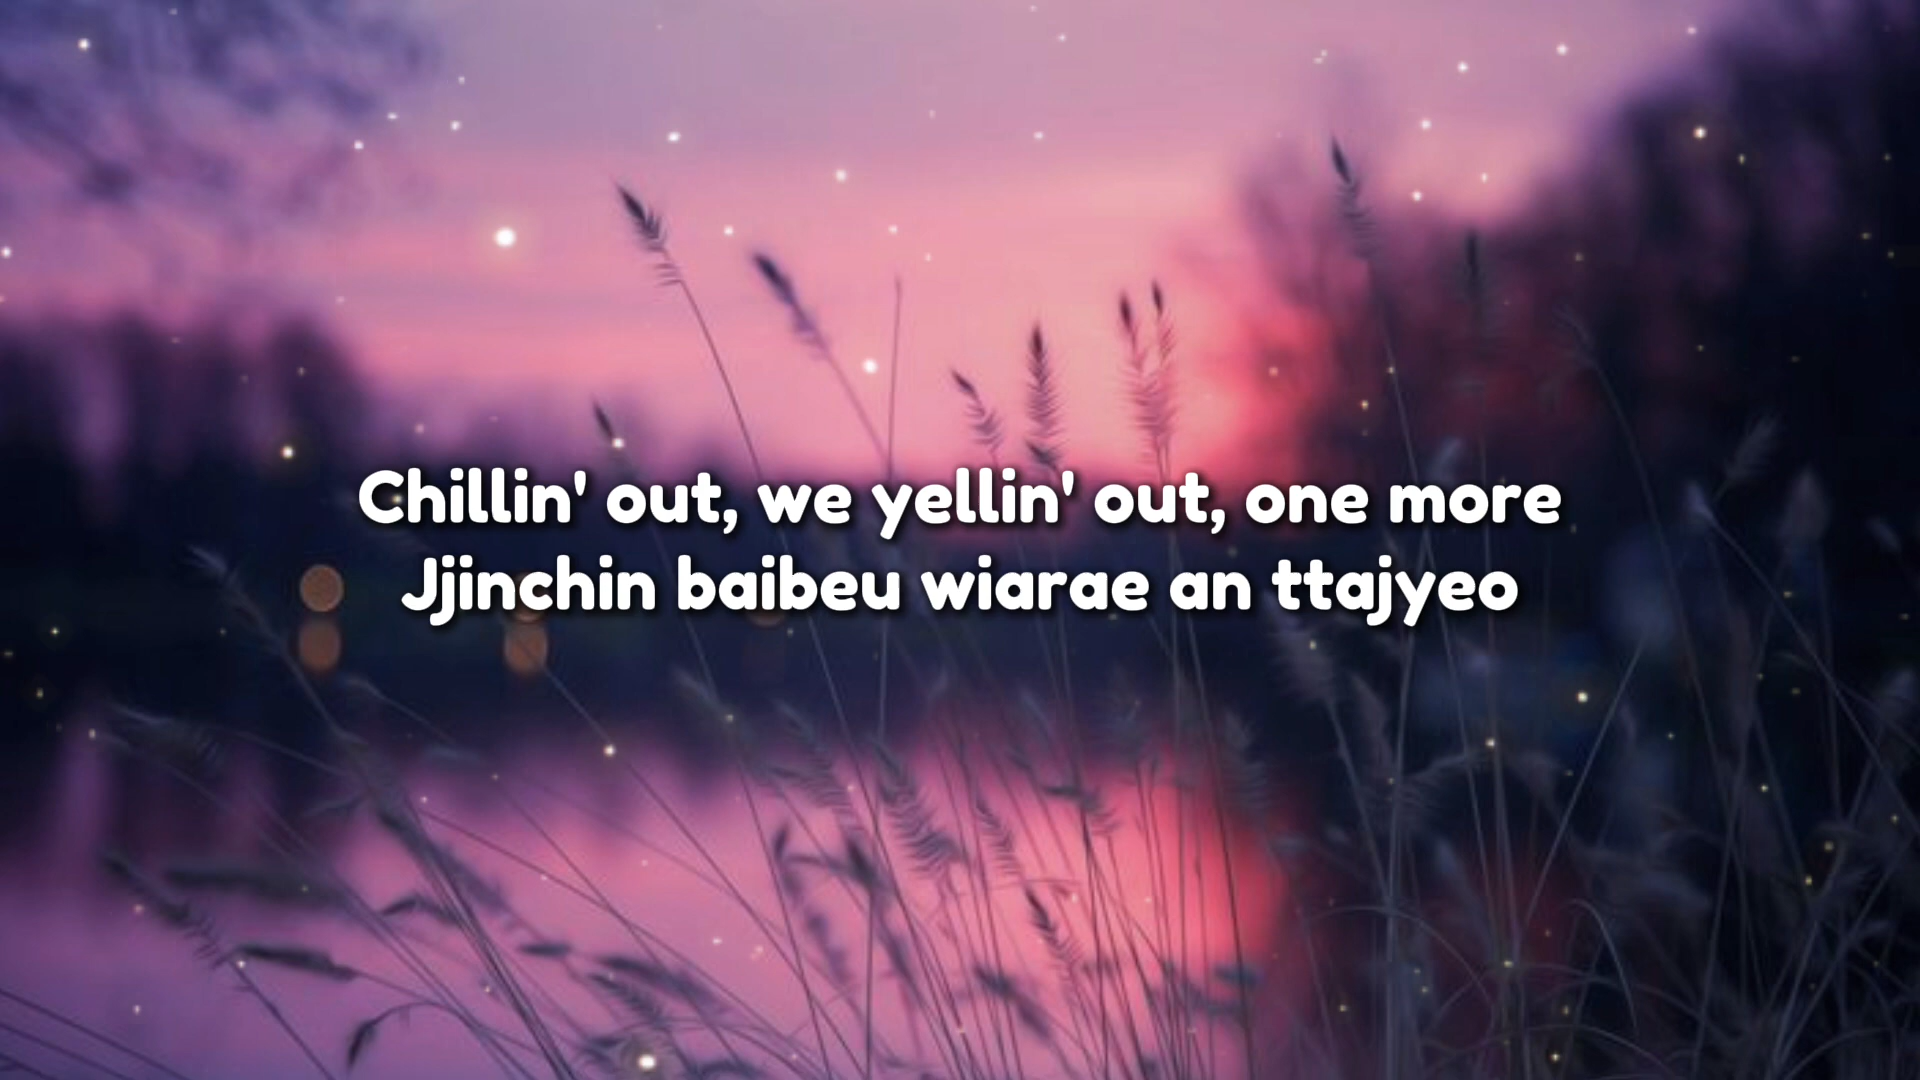 Chillin' out, we yellin' out, one more
Jjinchin baibeu wiarae an ttajyeo